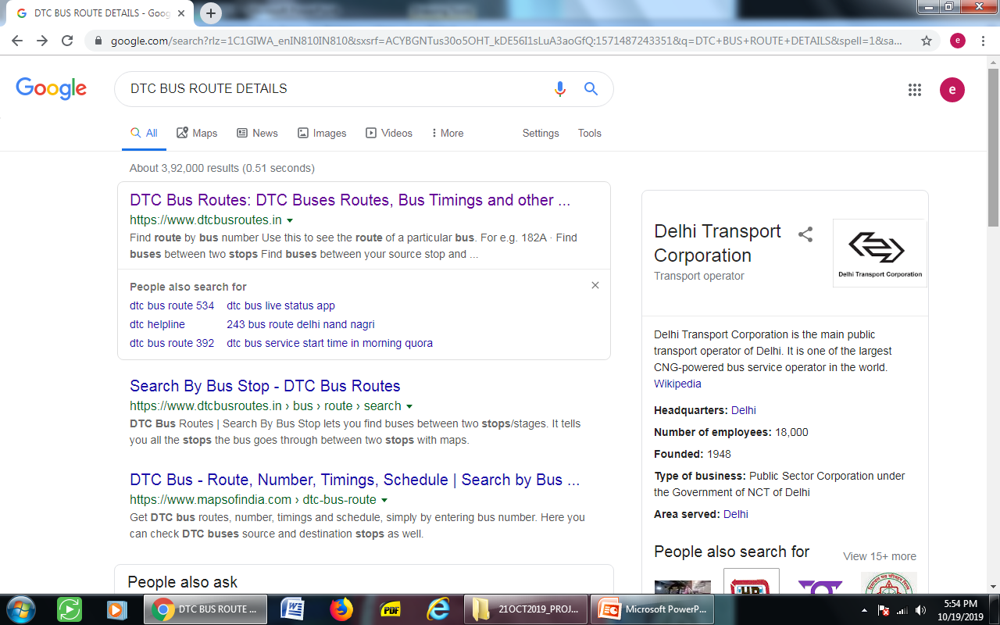 DTC BUS ROUTE DETAILS - Goog
google.com/search?rlz=1C1GIWA_enIN810IN810&sxsrf=ACYBGNTus30o5OHT_kDE56I1sLuA3aoGfQ:1571487243351&q=DTC+BUS+ROUTE+DETAILS&spell=1&sa...
e
Google
DTC BUS ROUTE DETAILS
e
All Maps News Images Videos More Settings Tools
About 3,92,000 results (0.51 seconds)
DTC Bus Routes: DTC Buses Routes, Bus Timings and other ...
https://www.dtcbusroutes.in
Find route by bus number Use this to see the route of a particular bus. For e.g. 182A · Find
buses between two stops Find buses between your source stop and ...
People also search for
dtc bus route 534 dtc bus live status app
dtc helpline 243 bus route delhi nand nagri
dtc bus route 392 dtc bus service start time in morning quora
Search By Bus Stop - DTC Bus Routes
https://www.dtcbusroutes.in › bus › route › search
DTC Bus Routes | Search By Bus Stop lets you find buses between two stops/stages. It tells
you all the stops the bus goes through between two stops with maps.
DTC Bus - Route, Number, Timings, Schedule | Search by Bus ...
https://www.mapsofindia.com › dtc-bus-route
Get DTC bus routes, number, timings and schedule, simply by entering bus number. Here you
can check DTC buses source and destination stops as well.
People also ask
Delhi Transport
Corporation
Transport operator
Delhi Transport Corporation
Delhi Transport Corporation is the main public
transport operator of Delhi. It is one of the largest
CNG-powered bus service operator in the world.
Wikipedia
Headquarters: Delhi
Number of employees: 18,000
Founded: 1948
Type of business: Public Sector Corporation under
the Government of NCT of Delhi
Area served: Delhi
People also search for
View 15+ more
DTC BUS ROUTE ...
PDF
21OCT2019_PROJ...
Microsoft PowerP...
5:54 PM
10/19/2019